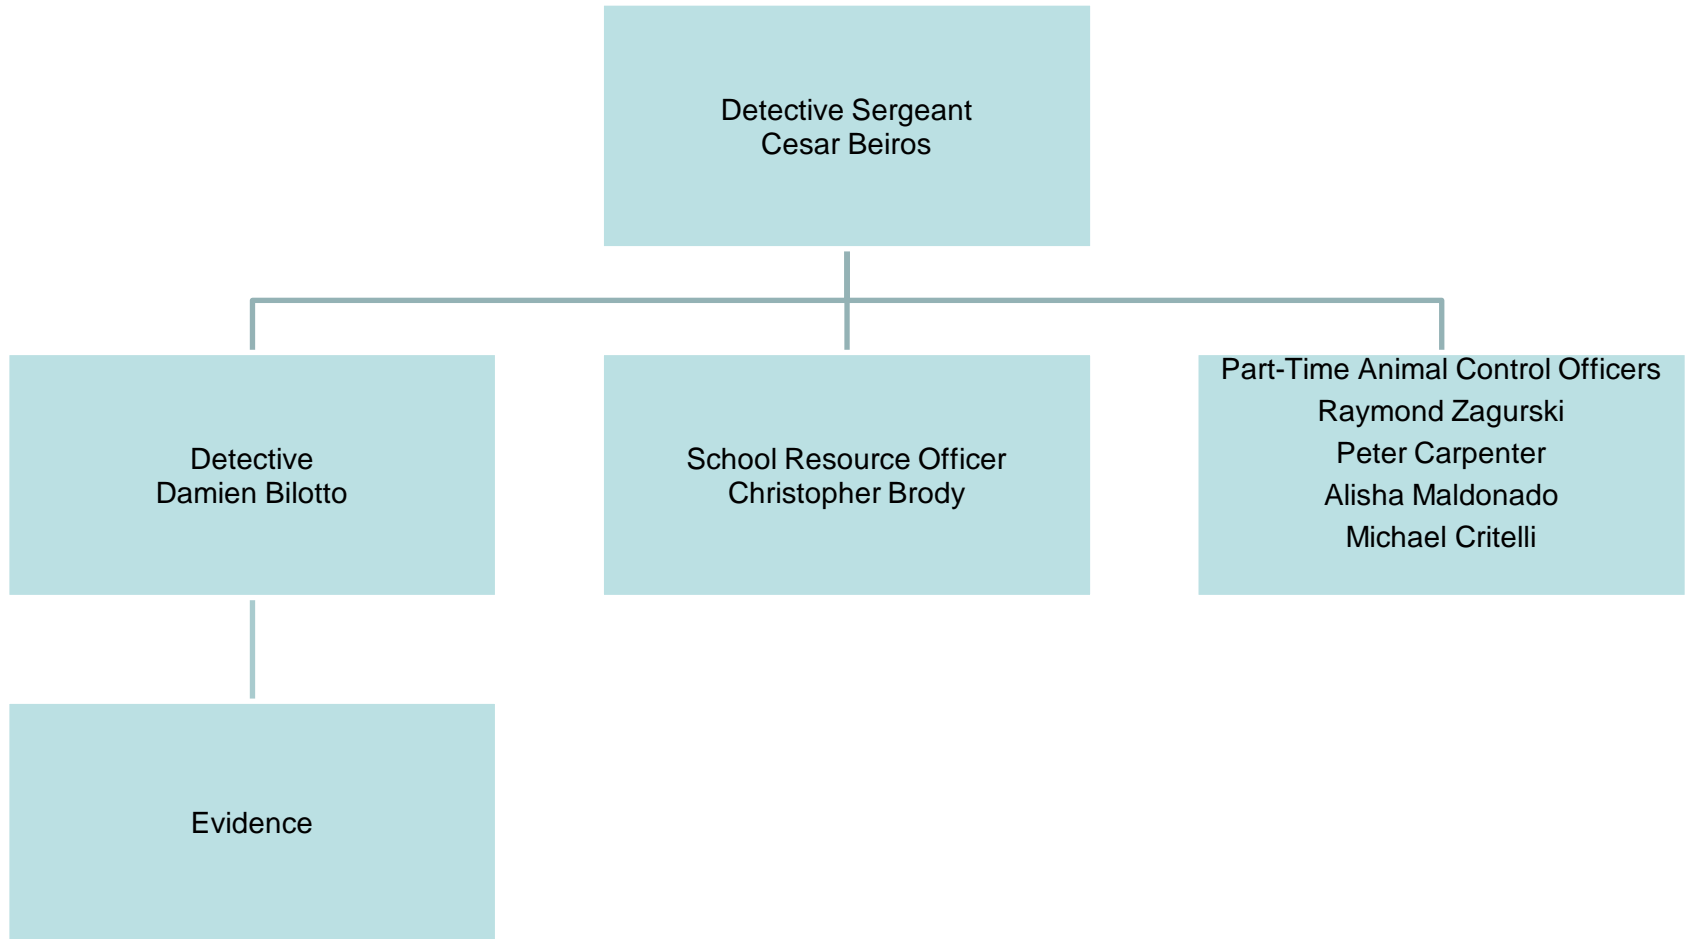 Detective Sergeant
Cesar Beiros
Detective
Damien Bilotto
School Resource Officer
Christopher Brody
Part-Time Animal Control Officers
Raymond Zagurski
Peter Carpenter
Alisha Maldonado
Michael Critelli
Evidence